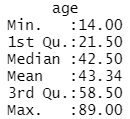 age
Min.   :14.00
1st Qu.:21.50
Median :42.50
Mean   :43.34
3rd Qu.:58.50
Max.   :89.00